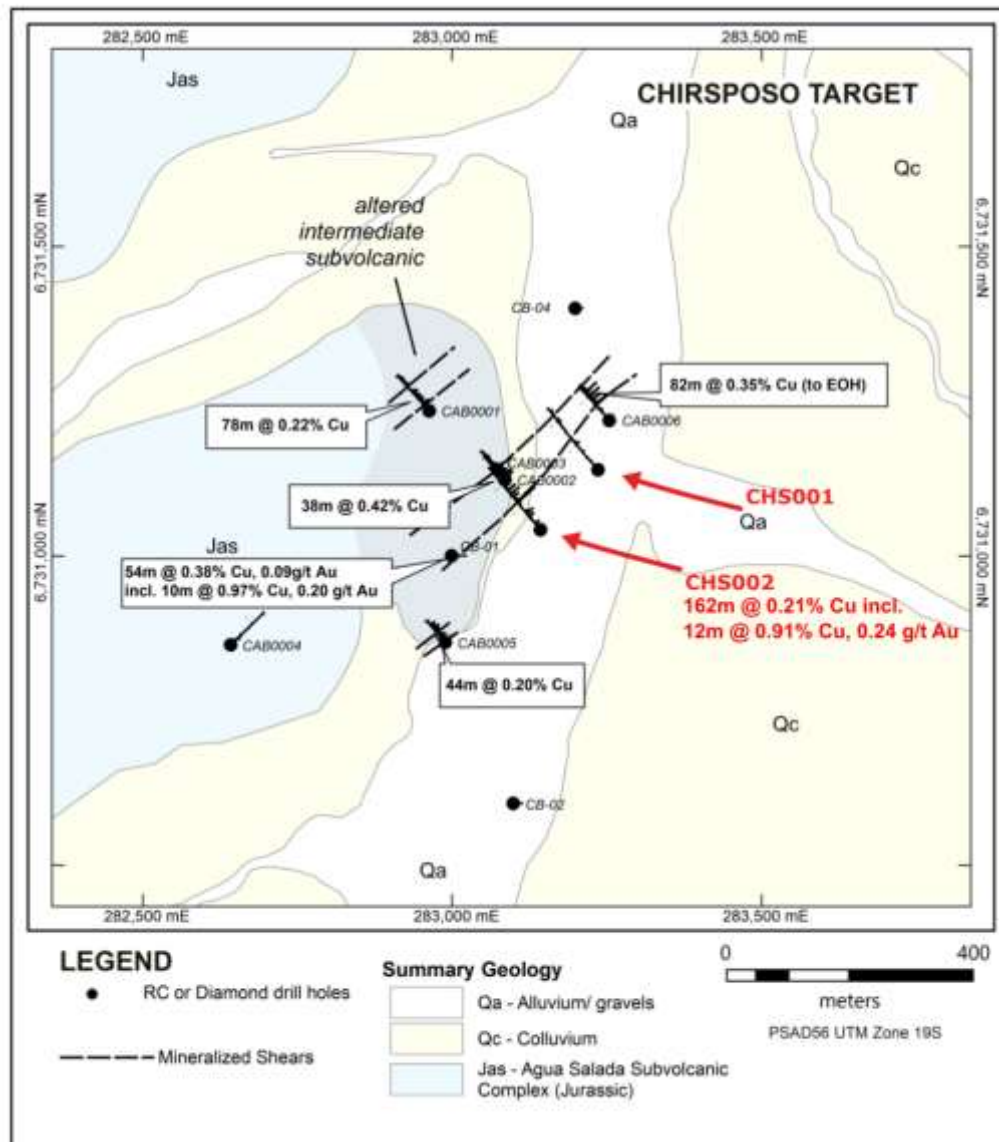 282,500 mE
283,000 mE
283,500 mE
Jas
CHIRSPOSO TARGET
Qa
Qc
6,731,500 mN
6,731,500 mN
altered
intermediate
subvolcanic
CB-04
82m @ 0.35% Cu (to EOH)
CAB0001
CAB0006
78m @ 0.22% Cu
CAB0003
CAB0002
CHS001
38m @ 0.42% Cu
Qa
6,731,000 mN
6,731,000 mN
Jas
CB-01
54m @ 0.38% Cu, 0.09g/t Au
incl. 10m @ 0.97% Cu, 0.20 g/t Au
CHS002
162m @ 0.21% Cu incl.
12m @ 0.91% Cu, 0.24 g/t Au
CAB0004
CAB0005
44m @ 0.20% Cu
Qc
CB-02
Qa
282,500 mE
283,000 mE
283,500 mE
LEGEND
RC or Diamond drill holes
Mineralized Shears
Summary Geology
Qa - Alluvium/ gravels
Qc - Colluvium
Jas - Agua Salada Subvolcanic
Complex (Jurassic)
0
400
meters
PSAD56 UTM Zone 19S